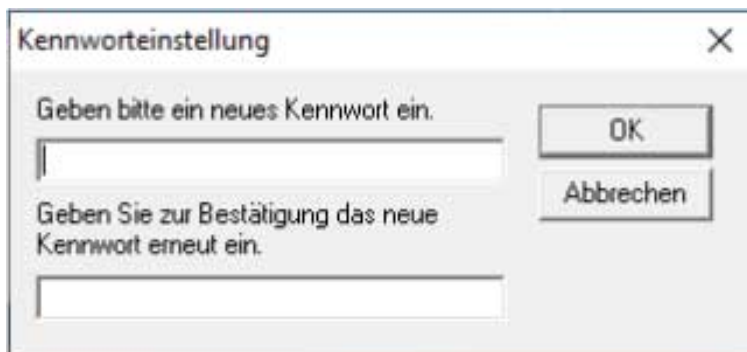 Kennworteinstellung
Geben bitte ein neues Kennwort ein.
OK
Abbrechen
Geben Sie zur Bestätigung das neue
Kennwort erneut ein.